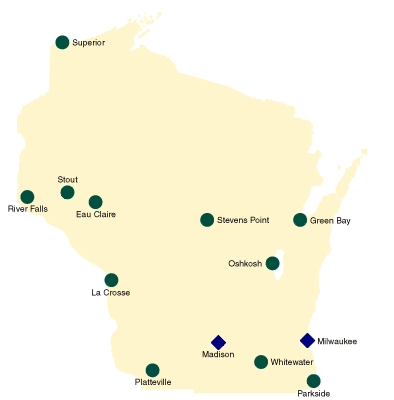 Superior
Stout
River Falls
Eau Claire
Stevens Point
Green Bay
Oshkosh
La Crosse
Milwaukee
Madison
Whitewater
Platteville
Parkside